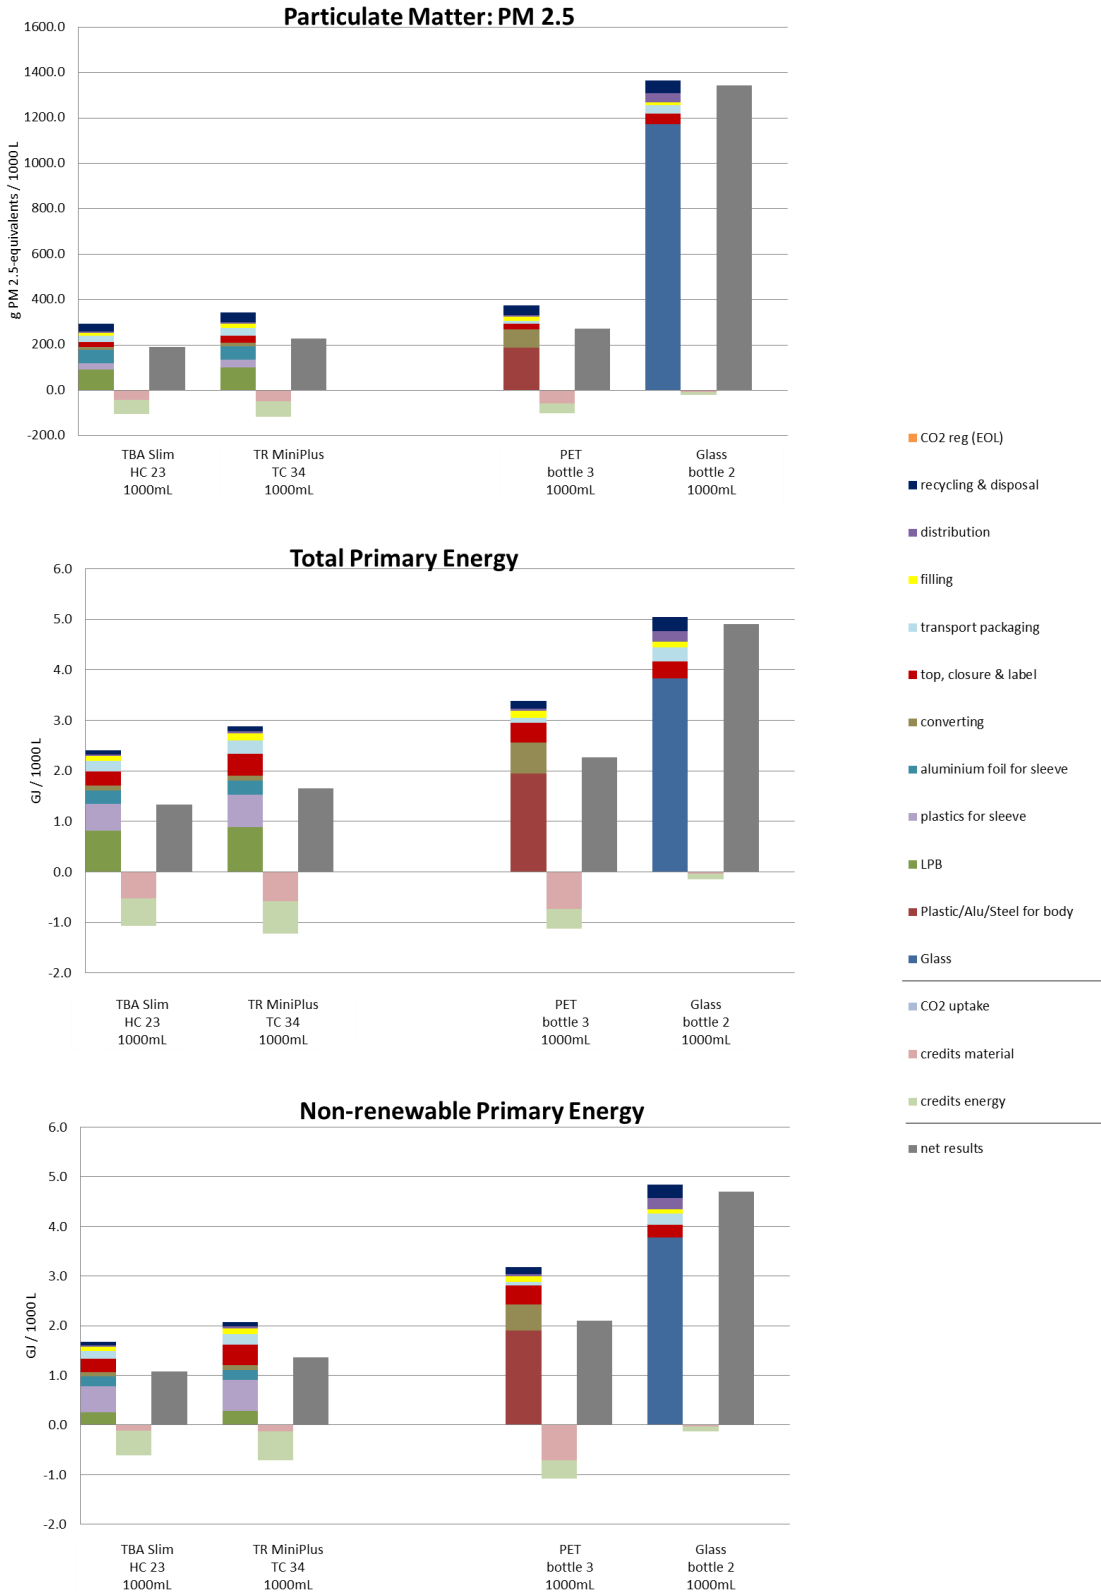 Particulate Matter: PM 2.5
1600.0
1400.0
1200.0
1000.0
800.0
600.0
400.0
200.0
0.0
-200.0
g PM 2.5-equivalents / 1000 L
TBA Slim
HC 23
1000mL
TR MiniPlus
TC 34
1000mL
PET
bottle 3
1000mL
Glass
bottle 2
1000mL
Total Primary Energy
6.0
5.0
4.0
3.0
2.0
1.0
0.0
-1.0
-2.0
GJ / 1000 L
TBA Slim
HC 23
1000mL
TR MiniPlus
TC 34
1000mL
PET
bottle 3
1000mL
Glass
bottle 2
1000mL
Non-renewable Primary Energy
6.0
5.0
4.0
3.0
2.0
1.0
0.0
-1.0
-2.0
GJ / 1000 L
TBA Slim
HC 23
1000mL
TR MiniPlus
TC 34
1000mL
PET
bottle 3
1000mL
Glass
bottle 2
1000mL
CO2 reg (EOL)
recycling & disposal
distribution
filling
transport packaging
top, closure & label
converting
aluminium foil for sleeve
plastics for sleeve
LPB
Plastic/Alu/Steel for body
Glass
CO2 uptake
credits material
credits energy
net results